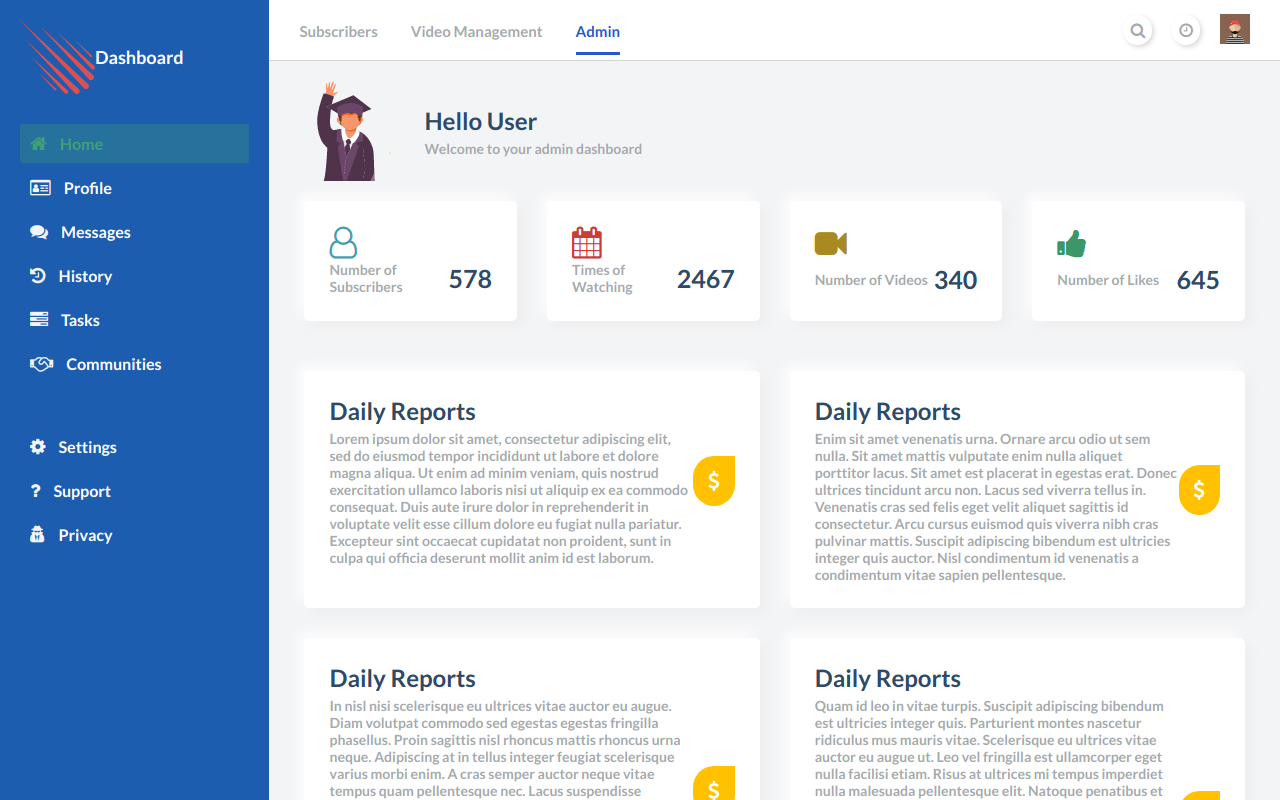 Dashboard
Home
Profile
Messages
History
Tasks
Communities
Settings
Support
Privacy
Subscribers
Video Management
Admin
Hello User
Welcome to your admin dashboard
Number of
Subscribers
578
Times of
Watching
2467
Number of Videos
340
Number of Likes
645
Daily Reports
Lorem ipsum dolor sit amet, consectetur adipiscing elit,
sed do eiusmod tempor incididunt ut labore et dolore
magna aliqua. Ut enim ad minim veniam, quis nostrud
exercitation ullamco laboris nisi ut aliquip ex ea commodo
consequat. Duis aute irure dolor in reprehenderit in
voluptate velit esse cillum dolore eu fugiat nulla pariatur.
Excepteur sint occaecat cupidatat non proident, sunt in
culpa qui officia deserunt mollit anim id est laborum.
$
Daily Reports
Enim sit amet venenatis urna. Ornare arcu odio ut sem
nulla. Sit amet mattis vulputate enim nulla aliquet
porttitor lacus. Sit amet est placerat in egestas erat. Donec
ultrices tincidunt arcu non. Lacus sed viverra tellus in.
Venenatis cras sed felis eget velit aliquet sagittis id
consectetur. Arcu cursus euismod quis viverra nibh cras
pulvinar mattis. Suscipit adipiscing bibendum est ultricies
integer quis auctor. Nisl condimentum id venenatis a
condimentum vitae sapien pellentesque.
$
Daily Reports
In nisl nisi scelerisque eu ultrices vitae auctor eu augue.
Diam volutpat commodo sed egestas egestas fringilla
phasellus. Proin sagittis nisl rhoncus mattis rhoncus urna
neque. Adipiscing at in tellus integer feugiat scelerisque
varius morbi enim. A cras semper auctor neque vitae
tempus quam pellentesque nec. Lacus suspendisse
$
Daily Reports
Quam id leo in vitae turpis. Suscipit adipiscing bibendum
est ultricies integer quis. Parturient montes nascetur
ridiculus mus mauris vitae. Scelerisque eu ultrices vitae
auctor eu augue ut. Leo vel fringilla est ullamcorper eget
nulla facilisi etiam. Risus at ultrices mi tempus imperdiet
nulla malesuada pellentesque elit. Natoque penatibus et